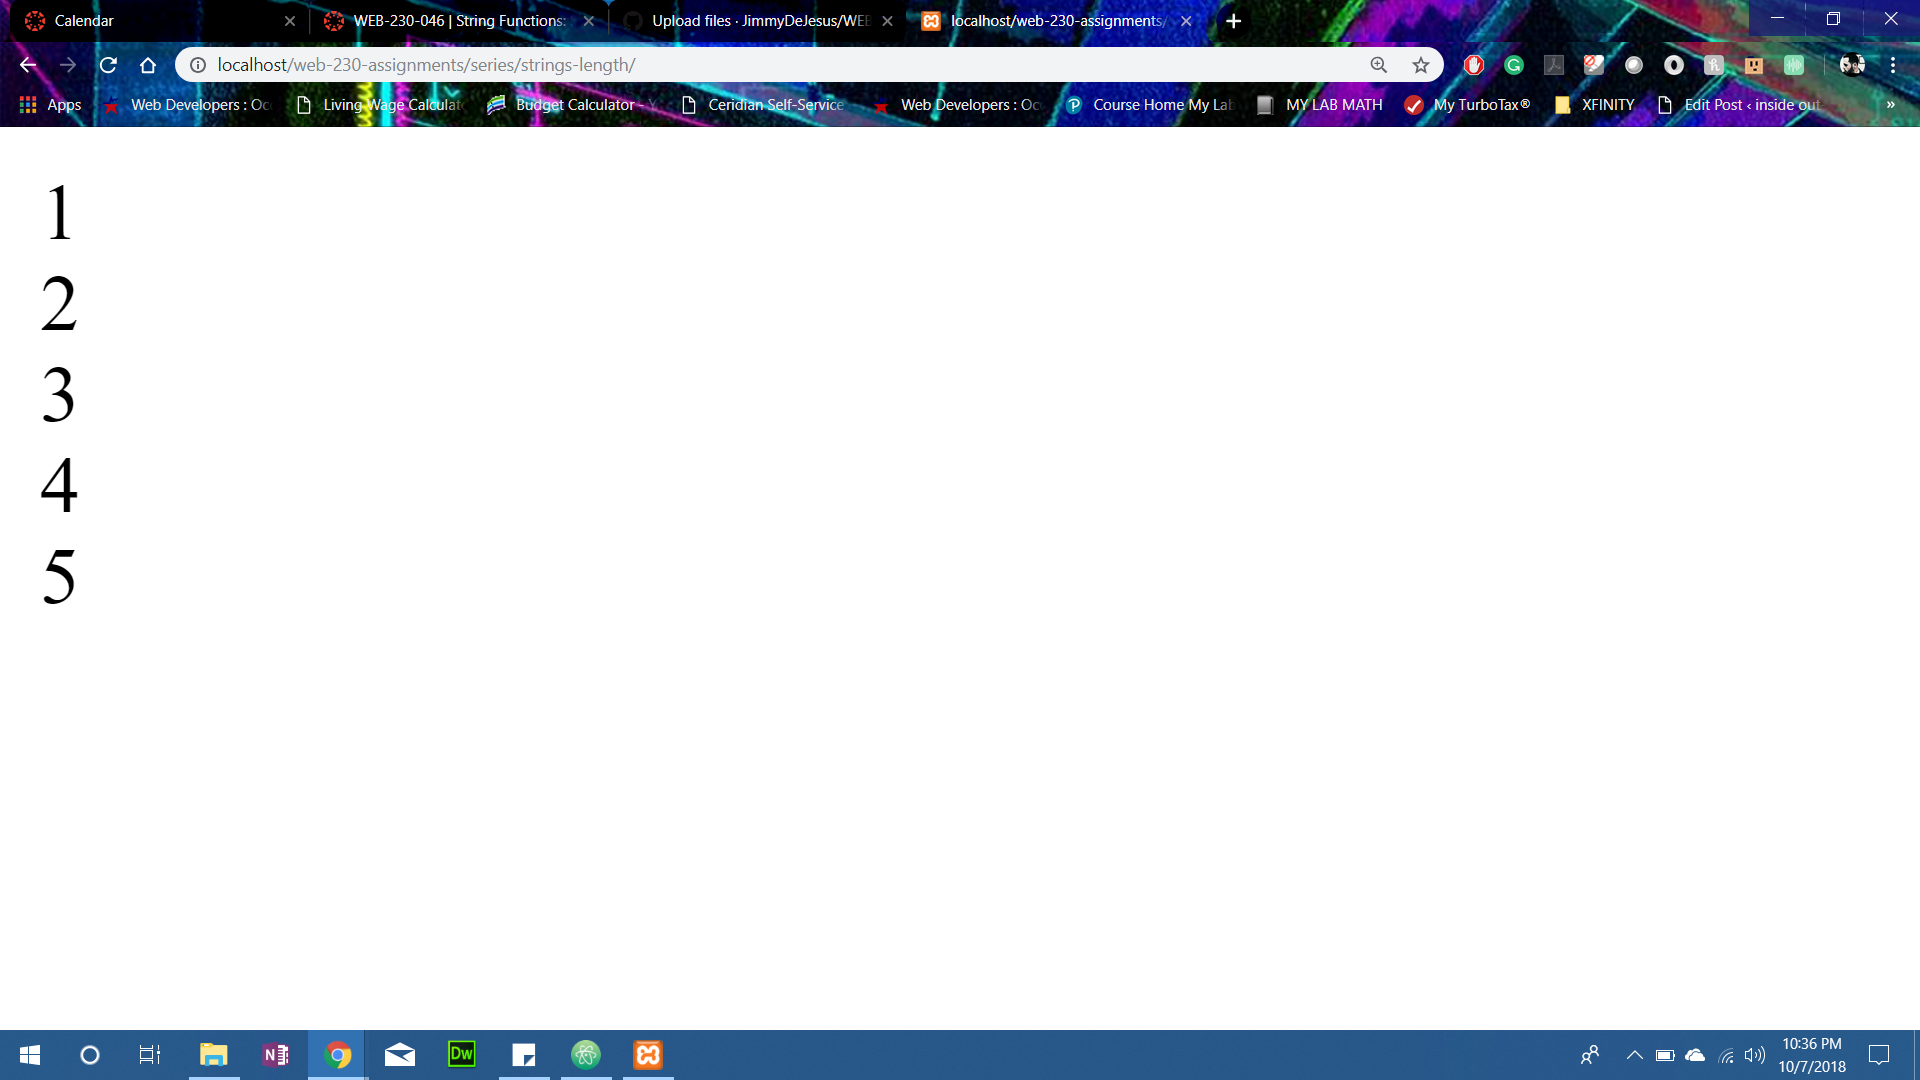 Calendar
WEB-230-046 | String Functions:
Upload files · JimmyDeJesus/WEB
localhost/web-230-assignments/
localhost/web-230-assignments/series/strings-length/
Apps
Web Developers : Oc
Living Wage Calculat
Budget Calculator - Y
Ceridian Self-Service
Web Developers : Oc
Course Home My Lab
MY LAB MATH
My TurboTax®
XFINITY
Edit Post ‹ inside out
»
1
2
3
4
5
N
Dw
10:36 PM
10/7/2018